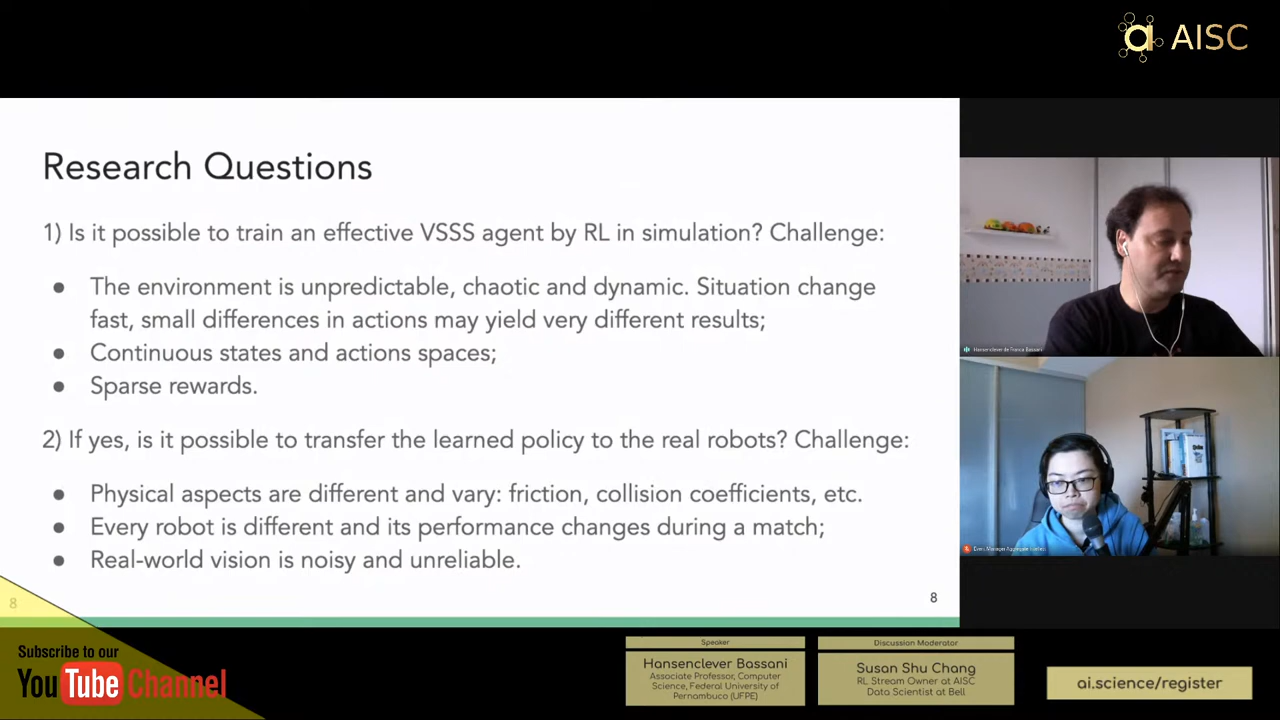 AISC
Research Questions
1) Is it possible to train an effective VSSS agent by RL in simulation? Challenge:
● The environment is unpredictable, chaotic and dynamic. Situation change
fast, small differences in actions may yield very different results;
● Continuous states and actions spaces;
● Sparse rewards.
2) If yes, is it possible to transfer the learned policy to the real robots? Challenge:
● Physical aspects are different and vary: friction, collision coefficients, etc.
● Every robot is different and its performance changes during a match;
● Real-world vision is noisy and unreliable.
8
8
Hansenclever de Franca Bassani
Subscribe to our
YouTube Channel
Speaker
Hansenclever Bassani
Associate Professor, Computer
Science, Federal University of
Pernambuco (UFPE)
Discussion Moderator
Susan Shu Chang
RL Stream Owner at AISC
Data Scientist at Bell
ai.science/register